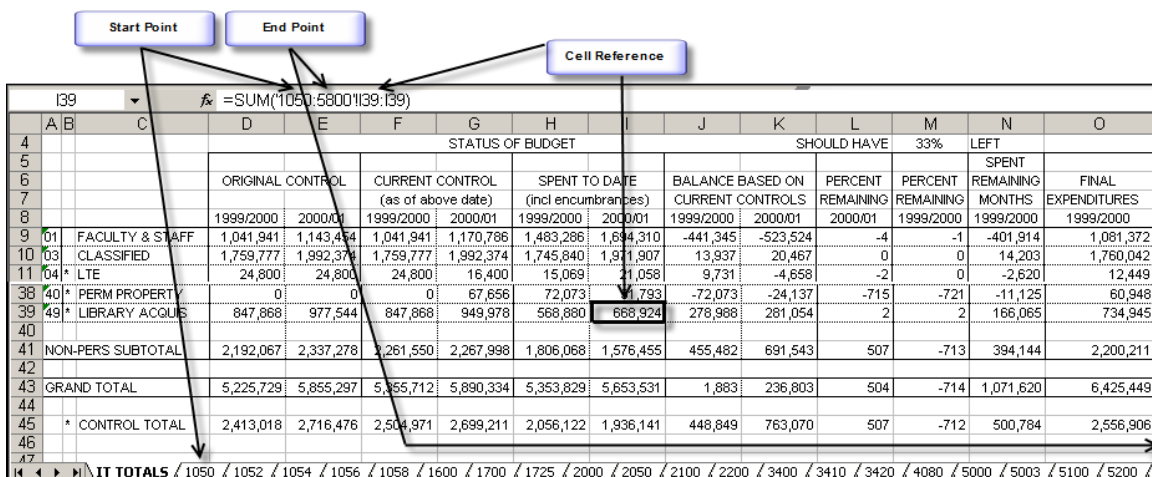 Start Point End Point
Cell Reference
I39 fx =SUM('1050:5800'!I39:I39)
A B C D E F G H I J K L M N O
4 STATUS OF BUDGET SHOULD HAVE 33% LEFT
5 SPENT
6 ORIGINAL CONTROL CURRENT CONTROL SPENT TO DATE BALANCE BASED ON PERCENT PERCENT REMAINING FINAL
7 (as of above date) (incl encumbrances) CURRENT CONTROLS REMAINING REMAINING MONTHS EXPENDITURES
8 1999/2000 2000/01 1999/2000 2000/01 1999/2000 2000/01 1999/2000 2000/01 2000/01 1999/2000 1999/2000 1999/2000
9 01 FACULTY & STAFF 1,041,941 1,143,454 1,041,941 1,170,786 1,483,286 1,694,310 -441,345 -523,524 -4 -1 -401,914 1,081,372
10 03 CLASSIFIED 1,759,777 1,992,374 1,759,777 1,992,374 1,745,840 1,971,907 13,937 20,467 0 0 14,203 1,760,042
11 04 * LTE 24,800 24,800 24,800 16,400 15,069 21,058 9,731 -4,658 -2 0 -2,620 12,449
38 40 * PERM PROPERTY 0 0 0 67,656 72,073 91,793 -72,073 -24,137 -715 -721 -11,125 60,948
39 49 * LIBRARY ACQUIS 847,868 977,544 847,868 949,978 568,880 668,924 278,988 281,054 2 2 166,065 734,945
40
41 NON-PERS SUBTOTAL 2,192,067 2,337,278 2,261,550 2,267,998 1,806,068 1,576,455 455,482 691,543 507 -713 394,144 2,200,211
42
43 GRAND TOTAL 5,225,729 5,855,297 5,355,712 5,890,334 5,353,829 5,653,531 1,883 236,803 504 -714 1,071,620 6,425,449
44
45 * CONTROL TOTAL 2,413,018 2,716,476 2,504,971 2,699,211 2,056,122 1,936,141 448,849 763,070 507 -712 500,784 2,556,906
46
47
IT TOTALS / 1050 / 1052 / 1054 / 1056 / 1058 / 1600 / 1700 / 1725 / 2000 / 2050 / 2100 / 2200 / 3400 / 3410 / 3420 / 4080 / 5000 / 5003 / 5100 / 5200 /